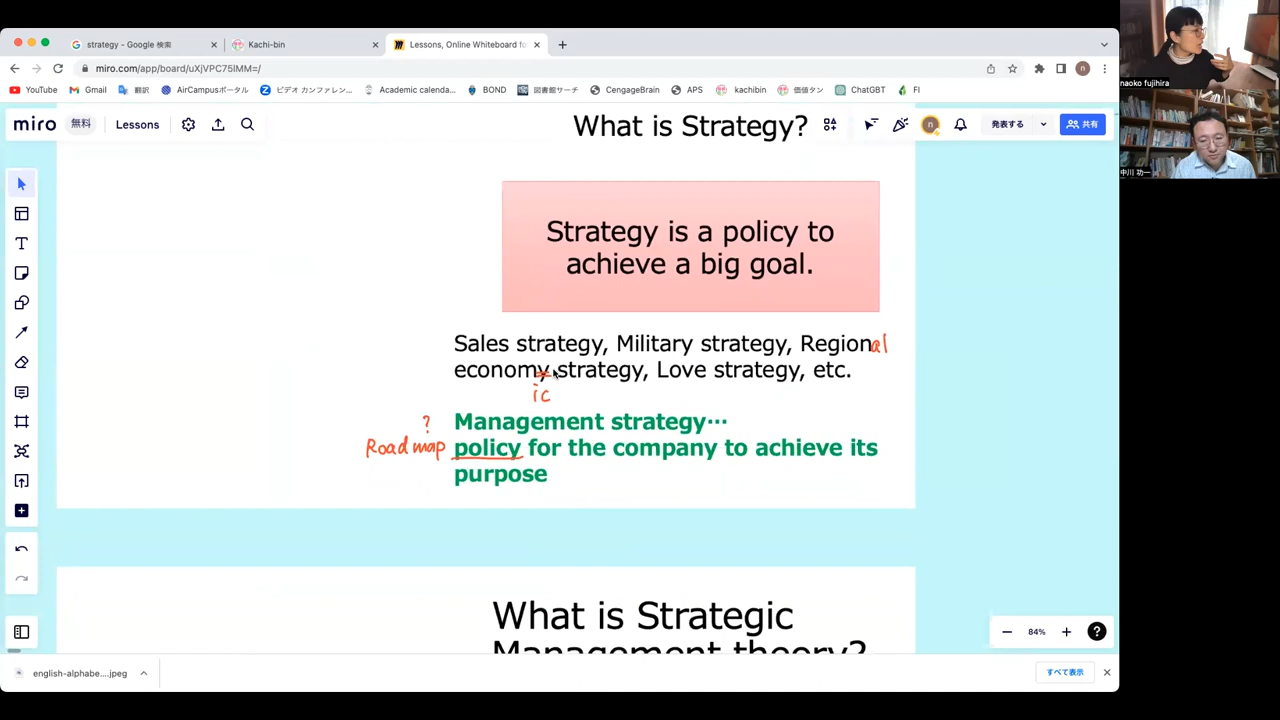 strategy - Google 検索
Kachi-bin
Lessons, Online Whiteboard fo
miro.com/app/board/uXjVPC75IMM=/
n
YouTube
Gmail
翻訳
AirCampusポータル
ビデオ カンファレン...
Academic calenda...
BOND
図書館サーチ
CengageBrain
APS
kachibin
価値タン
ChatGBT
FI
miro
無料
Lessons
n
発表する
共有
naoko fujihira
中川 功一
What is Strategy?
Strategy is a policy to
achieve a big goal.
Sales strategy, Military strategy, Regional
economy strategy, Love strategy, etc.
ic
?
Management strategy…
Road map policy for the company to achieve its
purpose
What is Strategic
Management theory?
84%
english-alphabe....jpeg
すべて表示